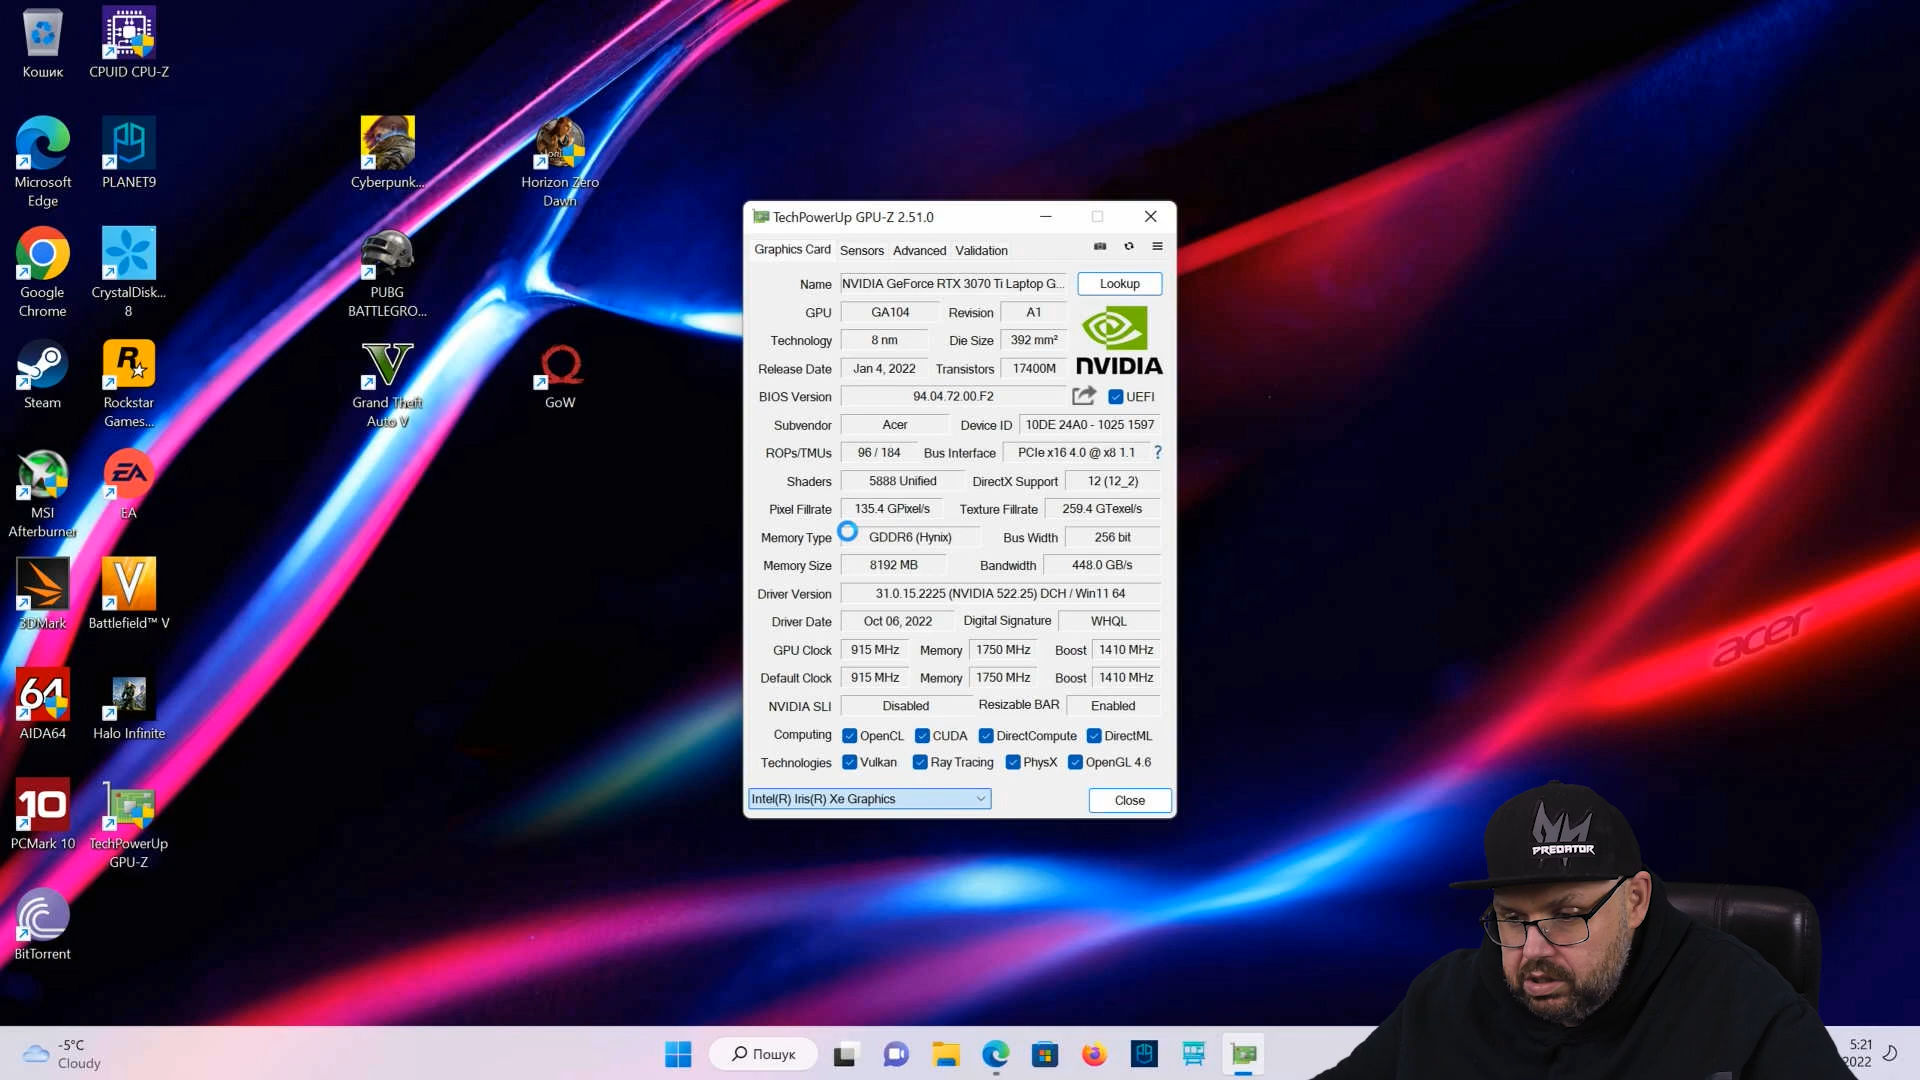 Кошик
CPUID CPU-Z
Microsoft
Edge
PLANET9
Google
Chrome
CrystalDisk...
8
Steam
Rockstar
Games...
MSI
Afterburner
EA
3DMark
Battlefield™ V
64
AIDA64
Halo Infinite
10
PCMark 10
TechPowerUp
GPU-Z
BitTorrent
Cyberpunk...
Horizon Zero
Dawn
PUBG
BATTLEGRO...
Grand Theft
Auto V
GoW
TechPowerUp GPU-Z 2.51.0
Graphics Card Sensors Advanced Validation
Name NVIDIA GeForce RTX 3070 Ti Laptop G... Lookup
GPU GA104 Revision A1
Technology 8 nm Die Size 392 mm²
NVIDIA
Release Date Jan 4, 2022 Transistors 17400M
BIOS Version 94.04.72.00.F2 UEFI
Subvendor Acer Device ID 10DE 24A0 - 1025 1597
ROPs/TMUs 96 / 184 Bus Interface PCIe x16 4.0 @ x8 1.1 ?
Shaders 5888 Unified DirectX Support 12 (12_2)
Pixel Fillrate 135.4 GPixel/s Texture Fillrate 259.4 GTexel/s
Memory Type GDDR6 (Hynix) Bus Width 256 bit
Memory Size 8192 MB Bandwidth 448.0 GB/s
Driver Version 31.0.15.2225 (NVIDIA 522.25) DCH / Win11 64
Driver Date Oct 06, 2022 Digital Signature WHQL
GPU Clock 915 MHz Memory 1750 MHz Boost 1410 MHz
Default Clock 915 MHz Memory 1750 MHz Boost 1410 MHz
NVIDIA SLI Disabled Resizable BAR Enabled
Computing OpenCL CUDA DirectCompute DirectML
Technologies Vulkan Ray Tracing PhysX OpenGL 4.6
Intel(R) Iris(R) Xe Graphics Close
acer
PREDATOR
-5°C
Cloudy
Пошук
5:21
2022